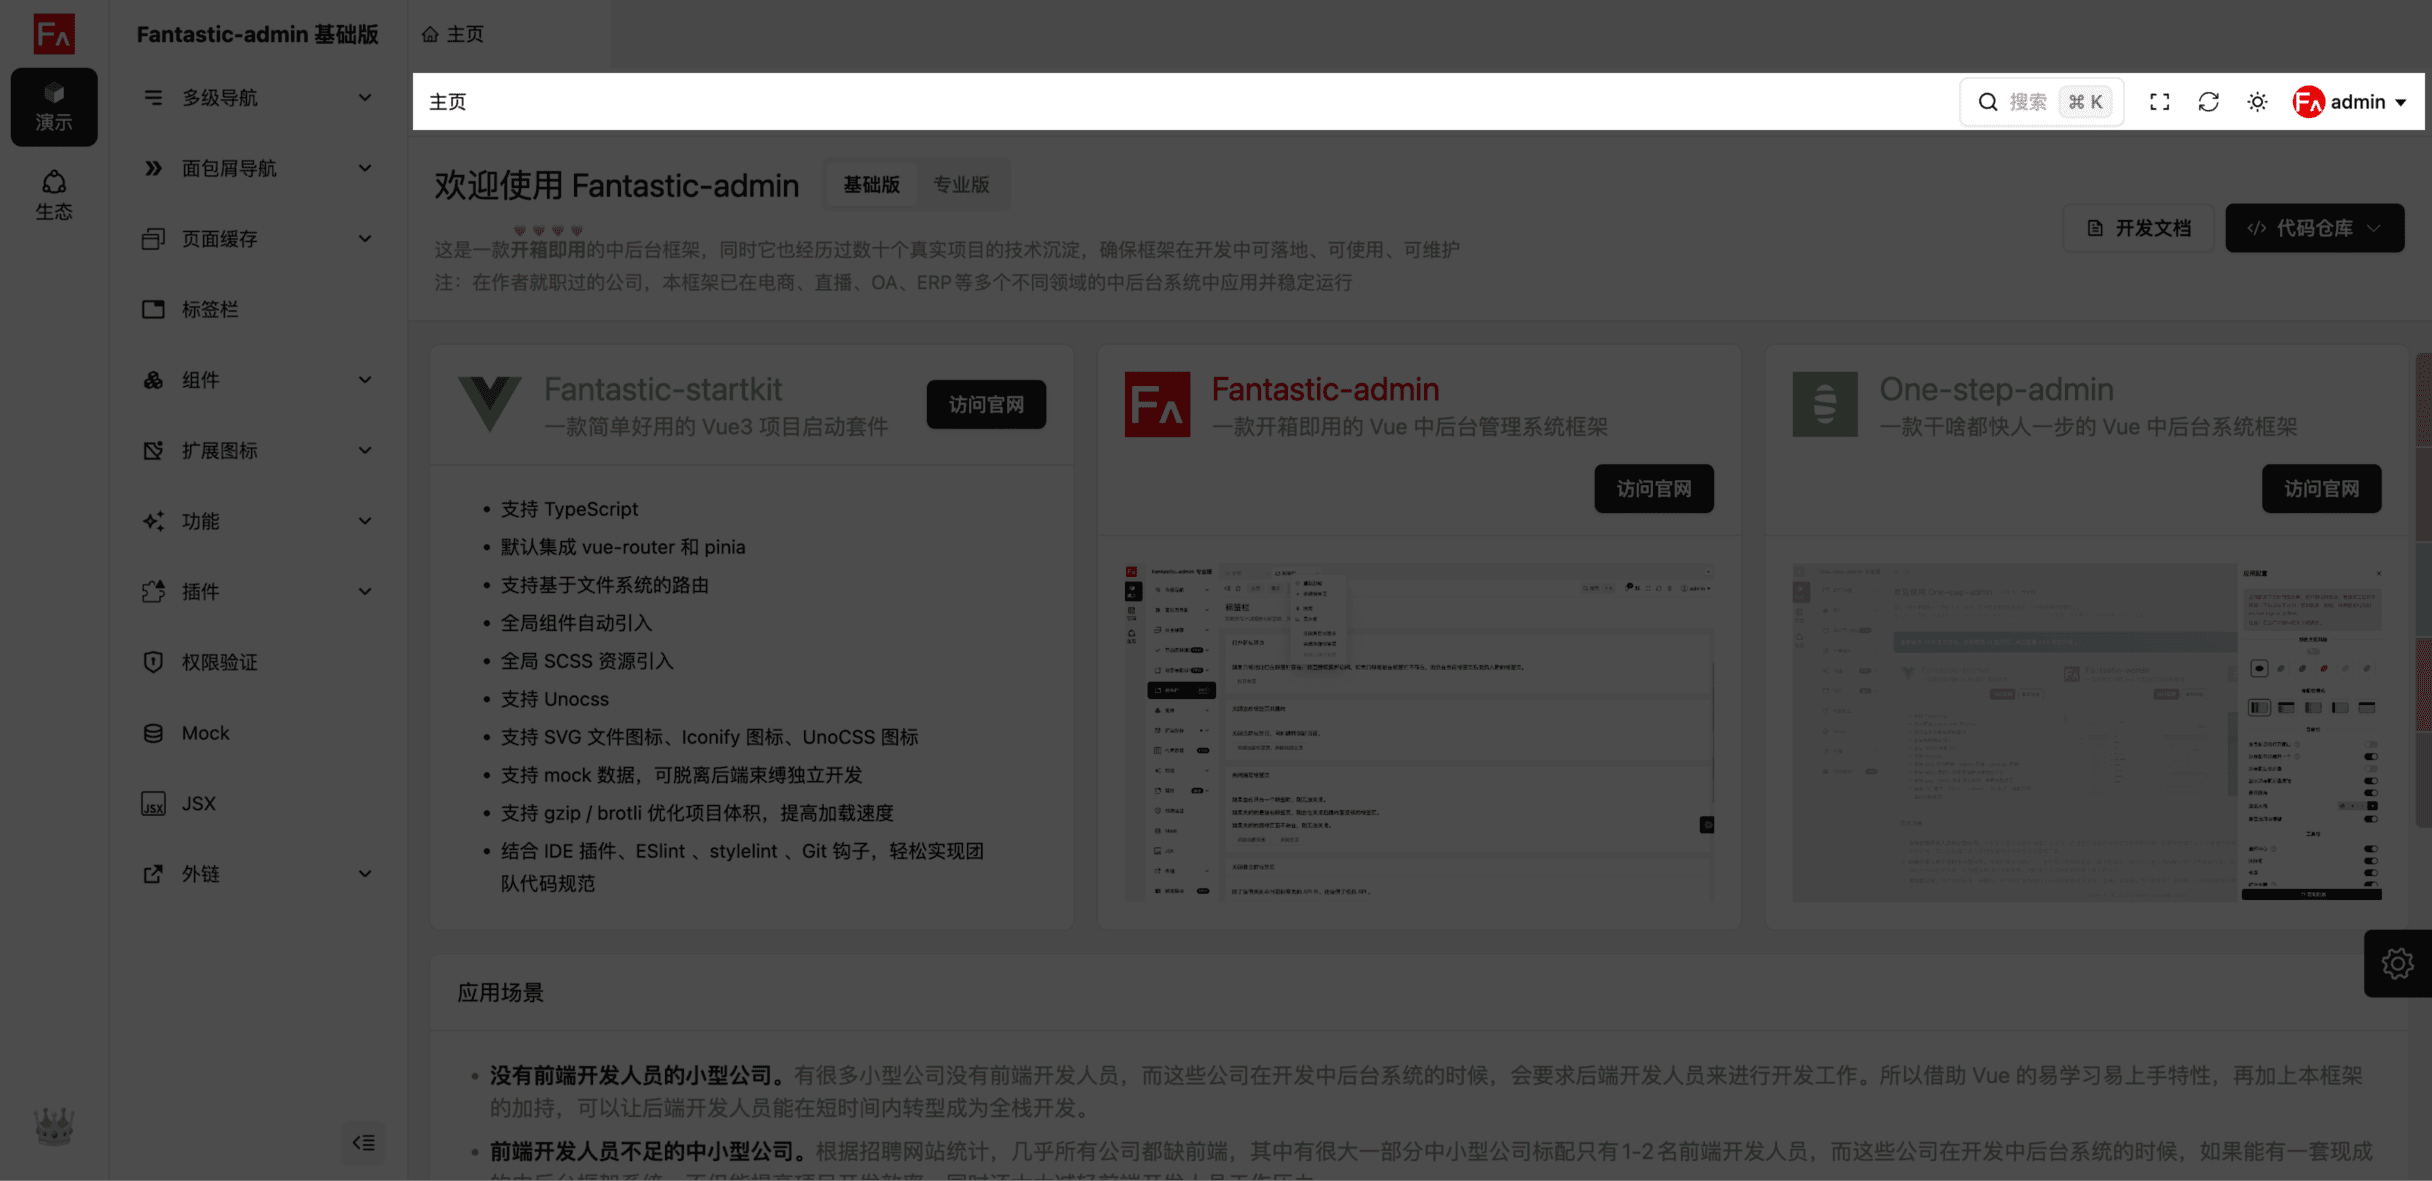 Fantastic-admin 基础版
主页
演示
生态
多级导航
面包屑导航
页面缓存
标签栏
组件
扩展图标
功能
插件
权限验证
Mock
JSX
外链
主页
搜索 ⌘ K
admin
欢迎使用 Fantastic-admin
基础版
专业版
这是一款开箱即用的中后台框架，同时它也经历过数十个真实项目的技术沉淀，确保框架在开发中可落地、可使用、可维护
注：在作者就职过的公司，本框架已在电商、直播、OA、ERP 等多个不同领域的中后台系统中应用并稳定运行
开发文档
代码仓库
Fantastic-startkit
一款简单好用的 Vue3 项目启动套件
访问官网
• 支持 TypeScript
• 默认集成 vue-router 和 pinia
• 支持基于文件系统的路由
• 全局组件自动引入
• 全局 SCSS 资源引入
• 支持 Unocss
• 支持 SVG 文件图标、Iconify 图标、UnoCSS 图标
• 支持 mock 数据，可脱离后端束缚独立开发
• 支持 gzip / brotli 优化项目体积，提高加载速度
• 结合 IDE 插件、ESlint 、stylelint 、Git 钩子，轻松实现团
队代码规范
Fantastic-admin
一款开箱即用的 Vue 中后台管理系统框架
访问官网
One-step-admin
一款干啥都快人一步的 Vue 中后台系统框架
访问官网
应用场景
• 没有前端开发人员的小型公司。有很多小型公司没有前端开发人员，而这些公司在开发中后台系统的时候，会要求后端开发人员来进行开发工作。所以借助 Vue 的易学习易上手特性，再加上本框架
的加持，可以让后端开发人员能在短时间内转型成为全栈开发。
• 前端开发人员不足的中小型公司。根据招聘网站统计，几乎所有公司都缺前端，其中有很大一部分中小型公司标配只有 1-2 名前端开发人员，而这些公司在开发中后台系统的时候，如果能有一套现成